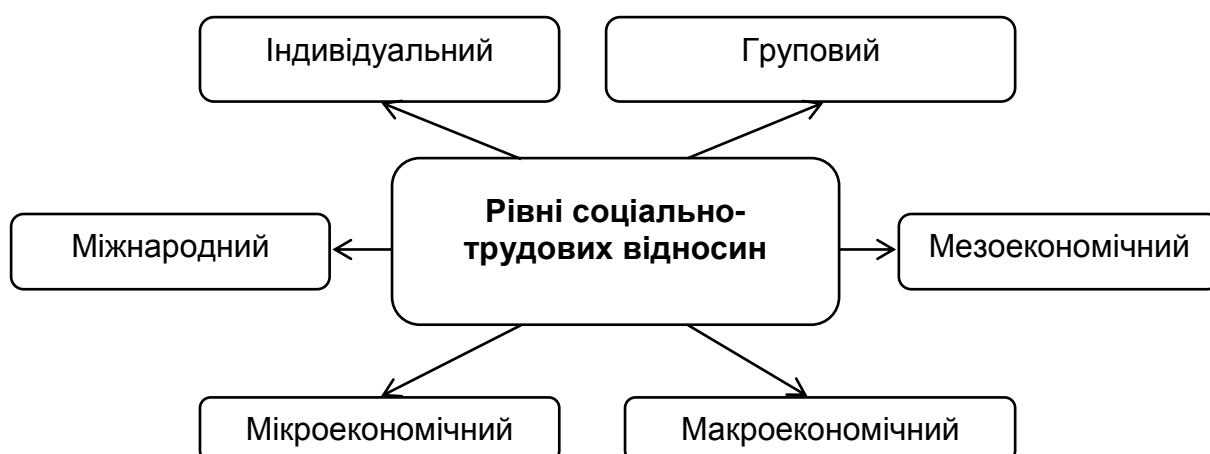 Індивідуальний
Груповий
Рівні соціально-
трудових відносин
Міжнародний
Мезоекономічний
Мікроекономічний
Макроекономічний